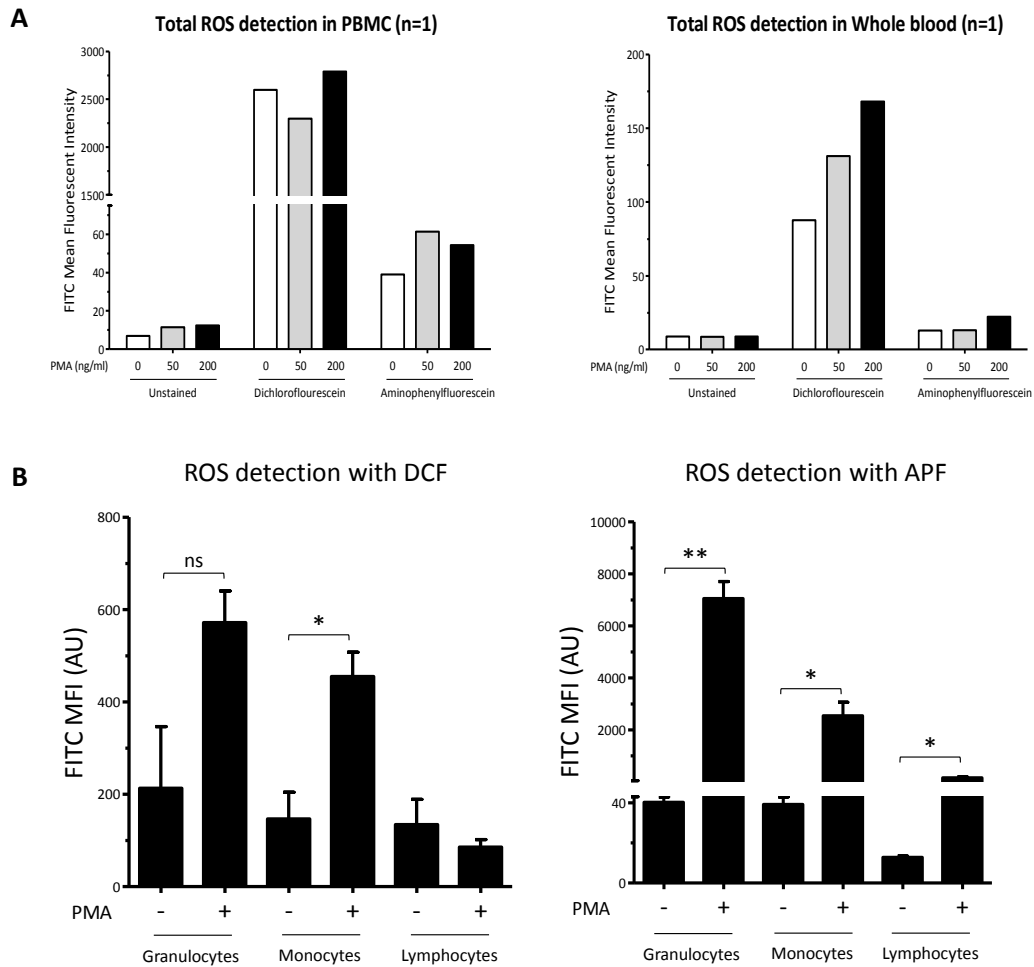 A
Total ROS detection in PBMC (n=1)
FITC Mean Fluorescent Intensity
3000
2500
2000
1500
60
40
20
0
PMA (ng/ml)
0 50 200 0 50 200 0 50 200
Unstained Dichloroflourescein Aminophenylfluorescein
Total ROS detection in Whole blood (n=1)
FITC Mean Fluorescent Intensity
200
150
100
50
0
PMA (ng/ml)
0 50 200 0 50 200 0 50 200
Unstained Dichloroflourescein Aminophenylfluorescein
B
ROS detection with DCF
FITC MFI (AU)
800
600
400
200
0
ns
*
PMA - + - + - +
Granulocytes Monocytes Lymphocytes
ROS detection with APF
FITC MFI (AU)
10000
8000
6000
4000
2000
40
0
**
*
*
PMA - + - + - +
Granulocytes Monocytes Lymphocytes